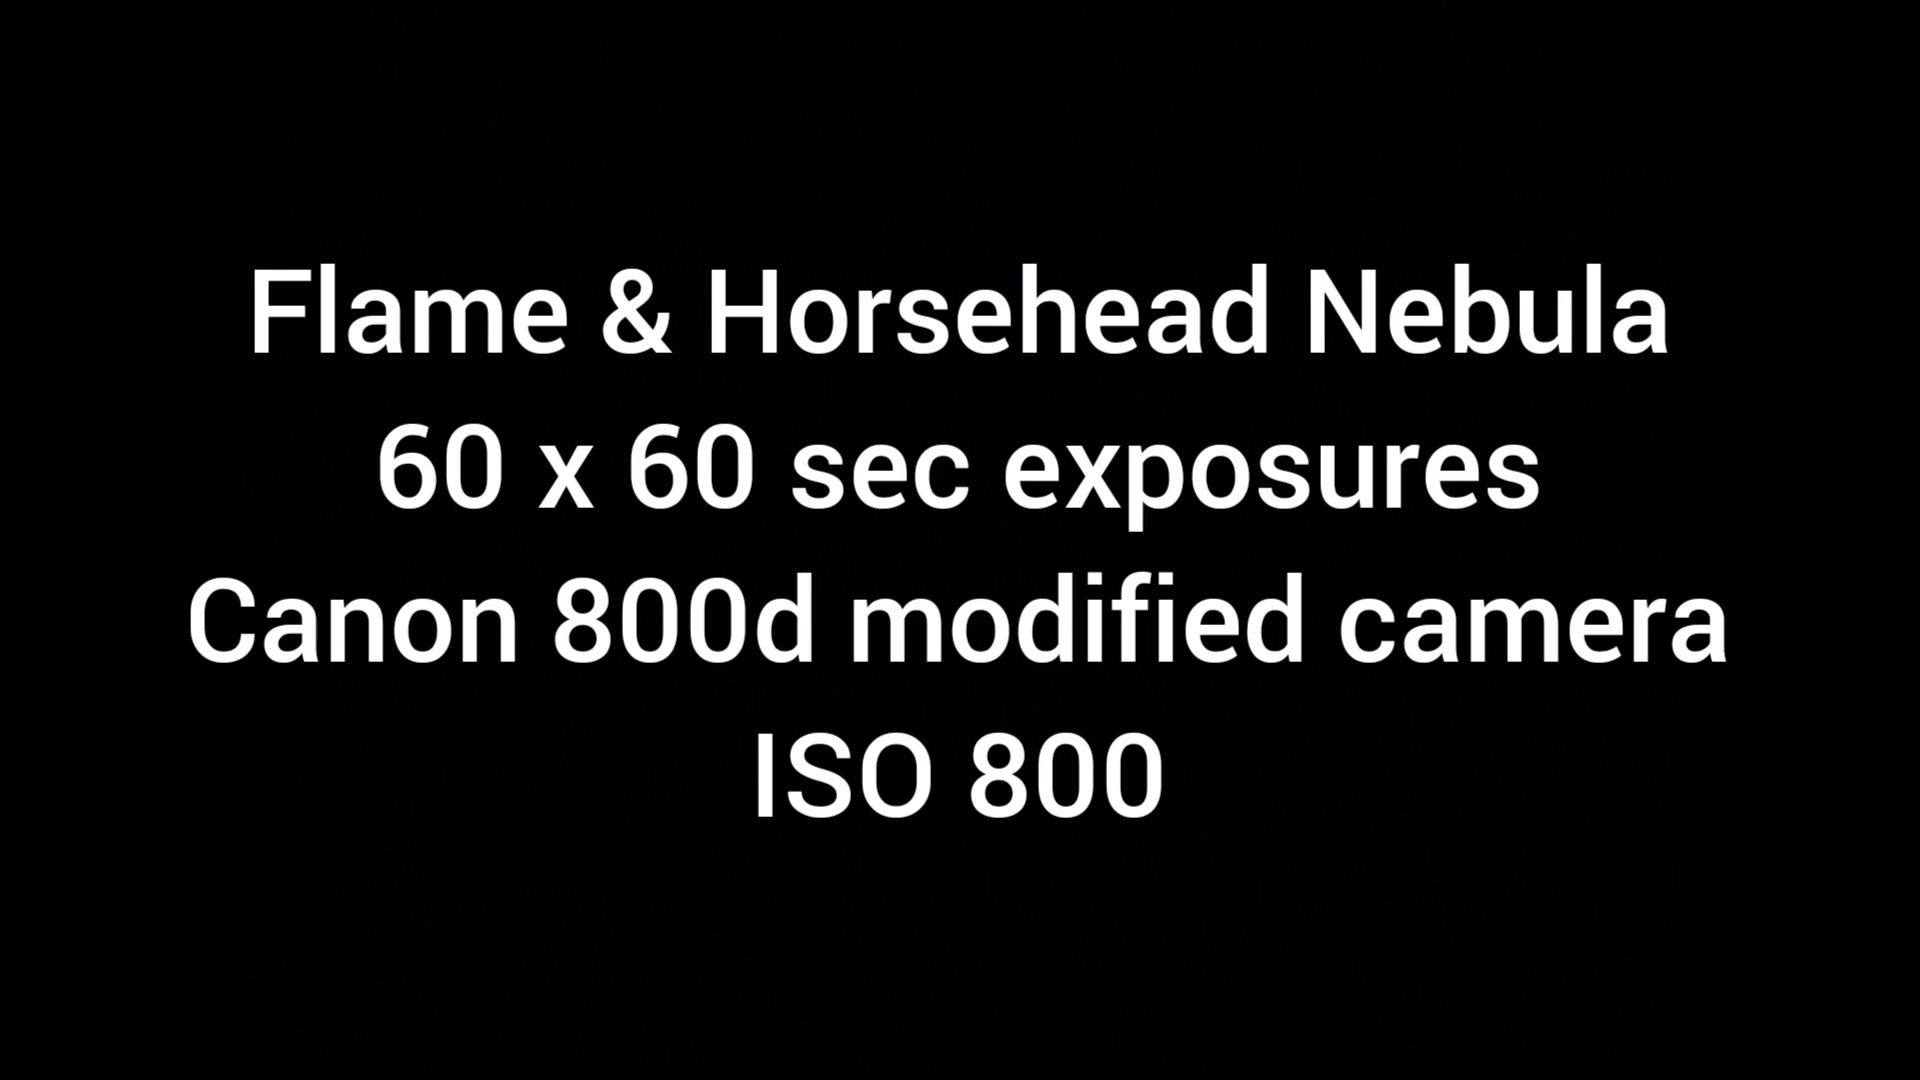 Flame & Horsehead Nebula
60 x 60 sec exposures
Canon 800d modified camera
ISO 800